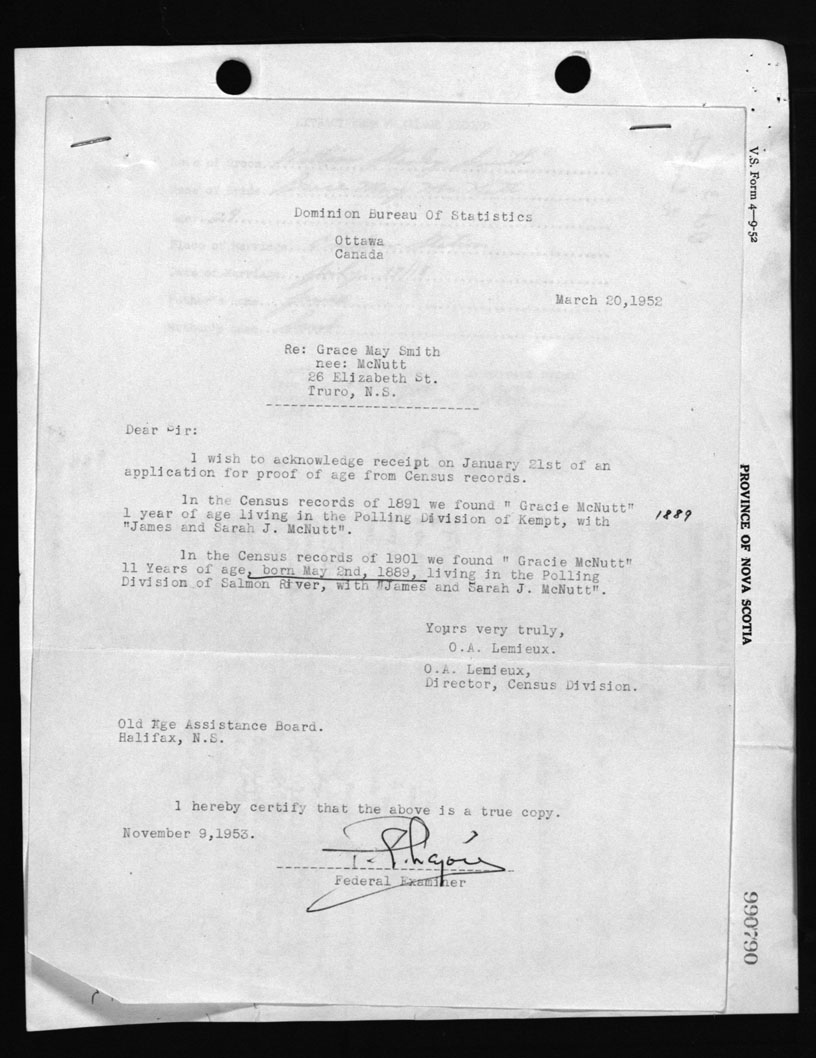 Dominion Bureau Of Statistics
Ottawa
Canada
March 20,1952
Re: Grace May Smith
nee: McNutt
26 Elizabeth St.
Truro, N.S.
Dear Sir:
I wish to acknowledge receipt on January 21st of an
application for proof of age from Census records.
In the Census records of 1891 we found " Gracie McNutt"
1 year of age living in the Polling Division of Kempt, with
"James and Sarah J. McNutt".
1889
In the Census records of 1901 we found " Gracie McNutt"
11 Years of age, born May 2nd, 1889, living in the Polling
Division of Salmon River, with "James and Sarah J. McNutt".
Yours very truly,
O.A. Lemieux.
O.A. Lemieux,
Director, Census Division.
Old Age Assistance Board.
Halifax, N.S.
I hereby certify that the above is a true copy.
November 9,1953.
Federal Examiner
V.S. Form 4—9-52
PROVINCE OF NOVA SCOTIA